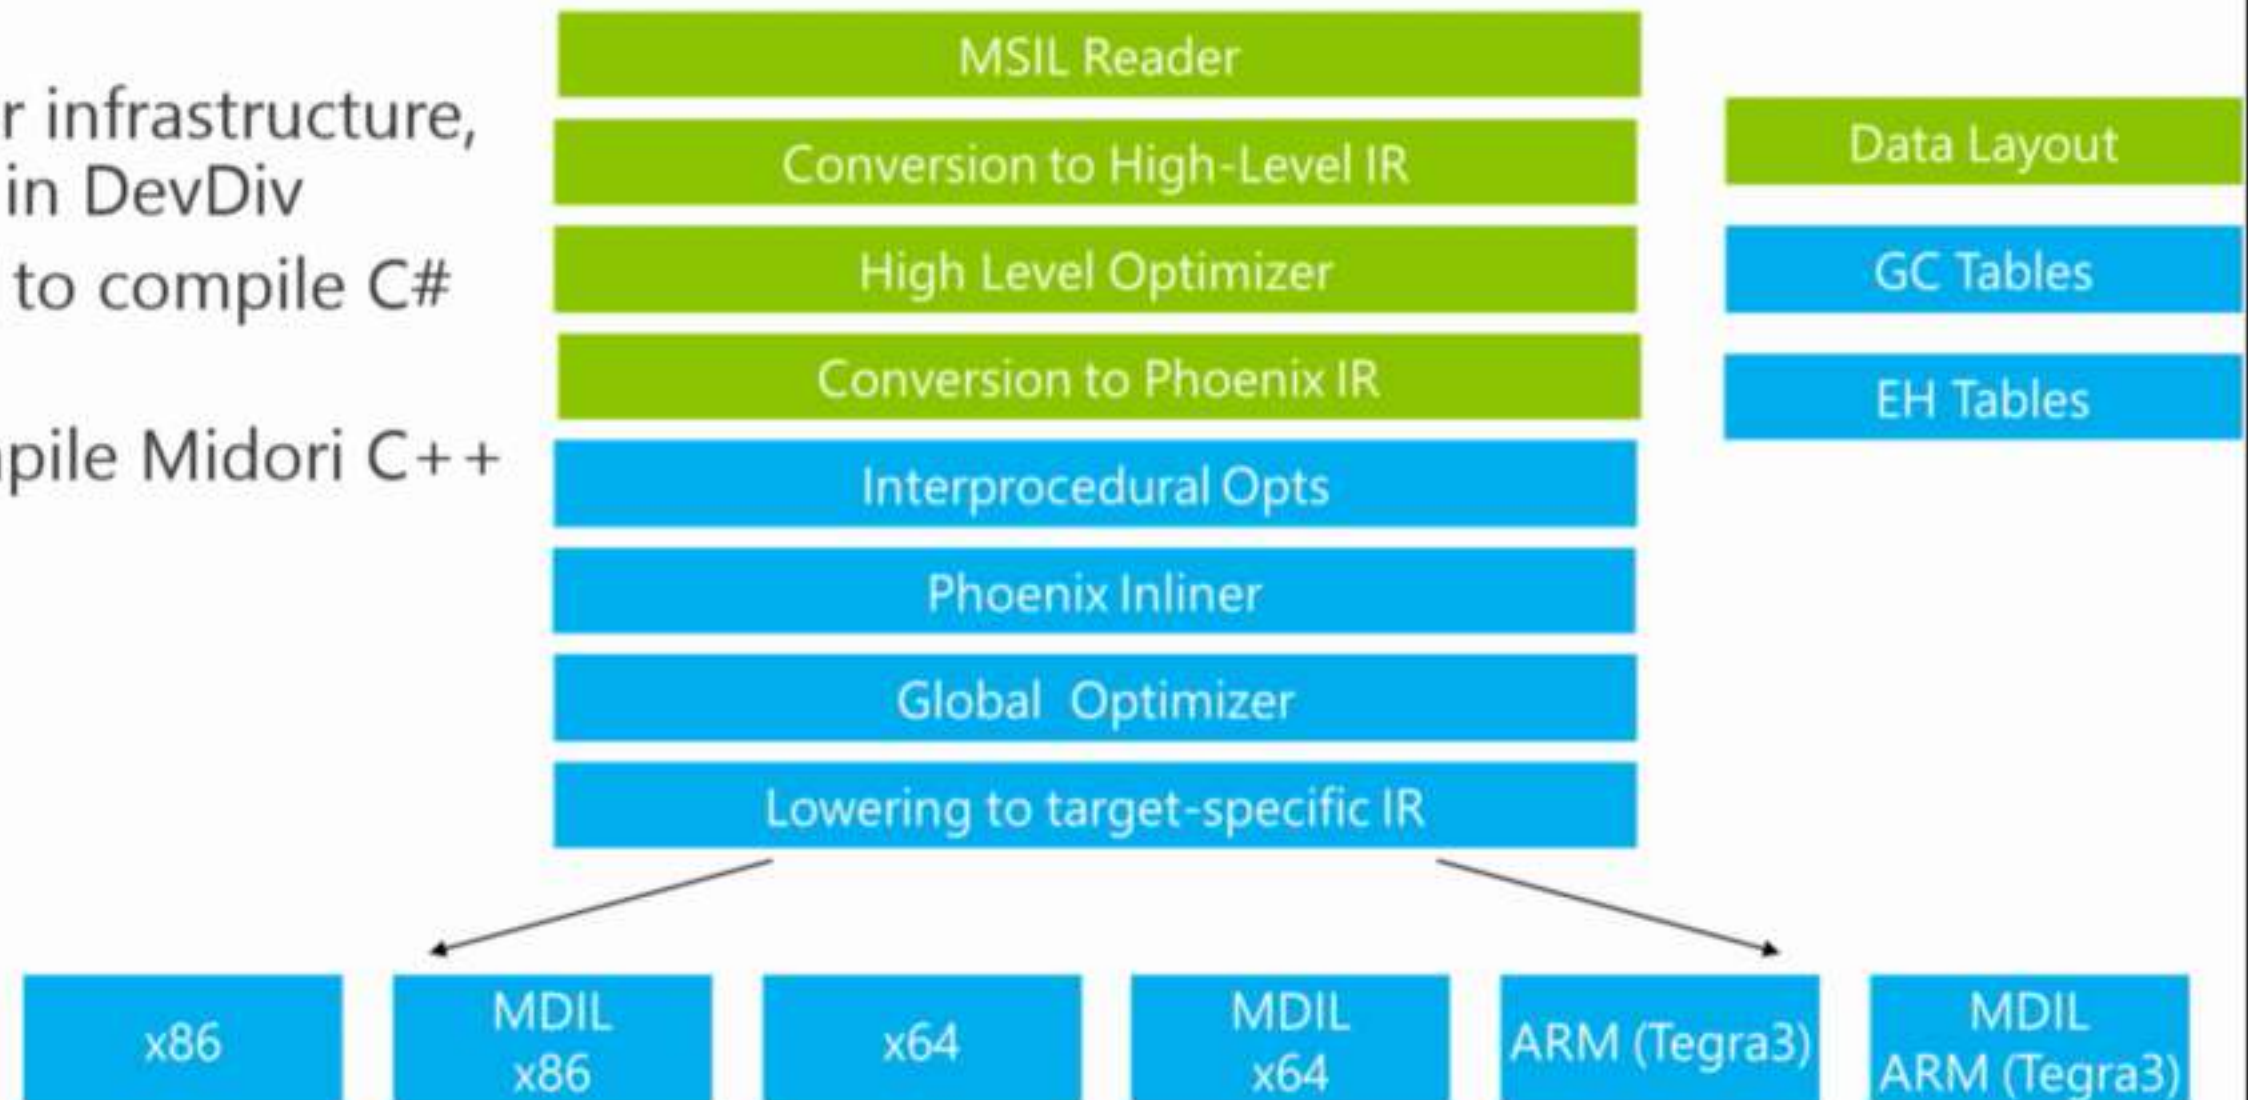 r infrastructure,
in DevDiv
to compile C#
pile Midori C++
MSIL Reader
Conversion to High-Level IR
High Level Optimizer
Conversion to Phoenix IR
Interprocedural Opts
Phoenix Inliner
Global Optimizer
Lowering to target-specific IR
Data Layout
GC Tables
EH Tables
x86
MDIL
x86
x64
MDIL
x64
ARM (Tegra3)
MDIL
ARM (Tegra3)